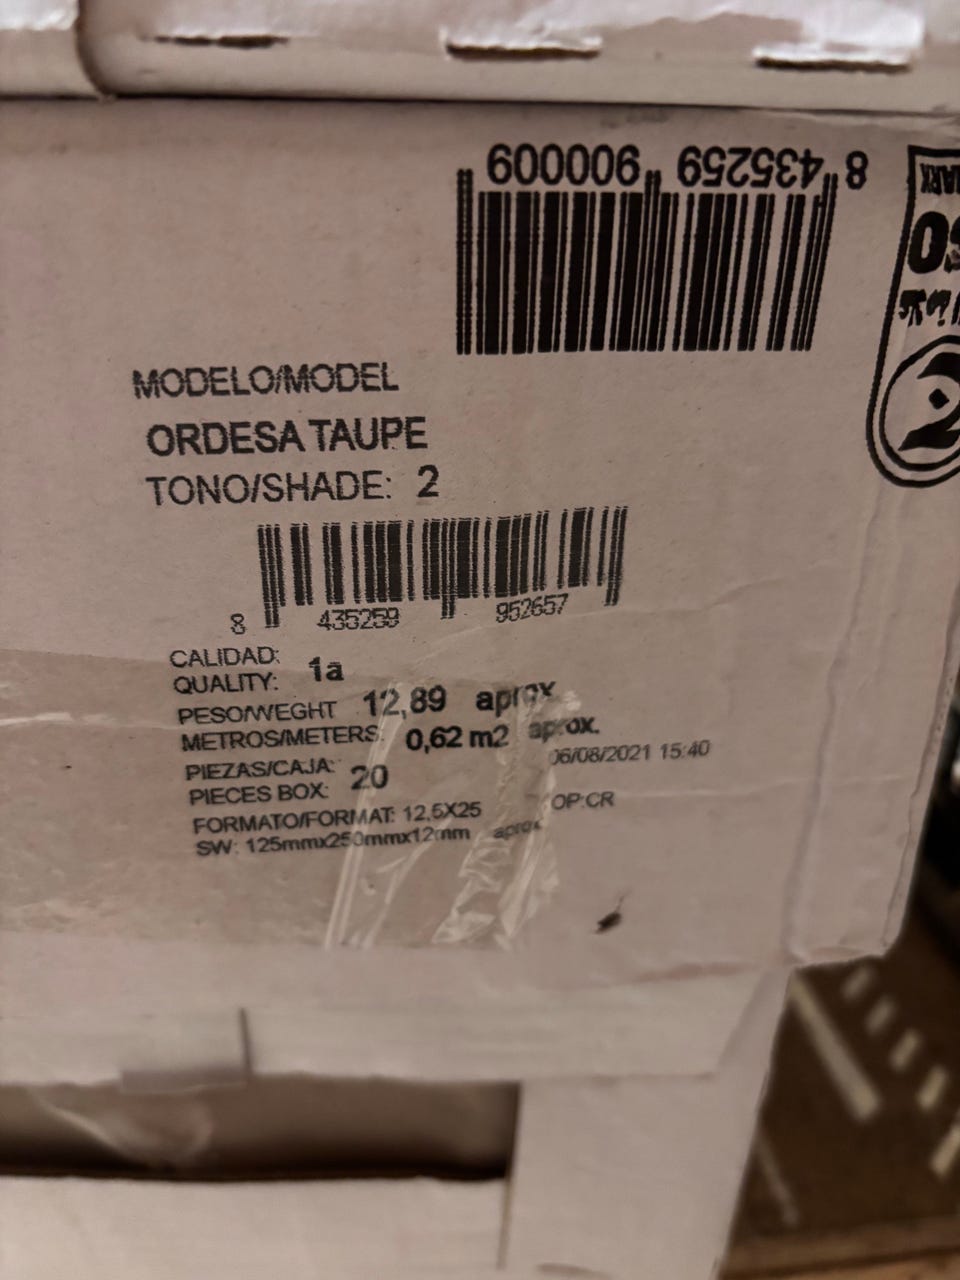 8 435259 900009
MODELO/MODEL
ORDESA TAUPE
TONO/SHADE: 2
8 435259 952657
CALIDAD:
QUALITY: 1a
PESO/WEGHT 12,89 aprox
METROS/METERS: 0,62 m2 aprox.
06/08/2021 15:40
PIEZAS/CAJA:
PIECES BOX: 20
OP:CR
FORMATO/FORMAT: 12,5X25
SW: 125mmx250mmx12mm aprox